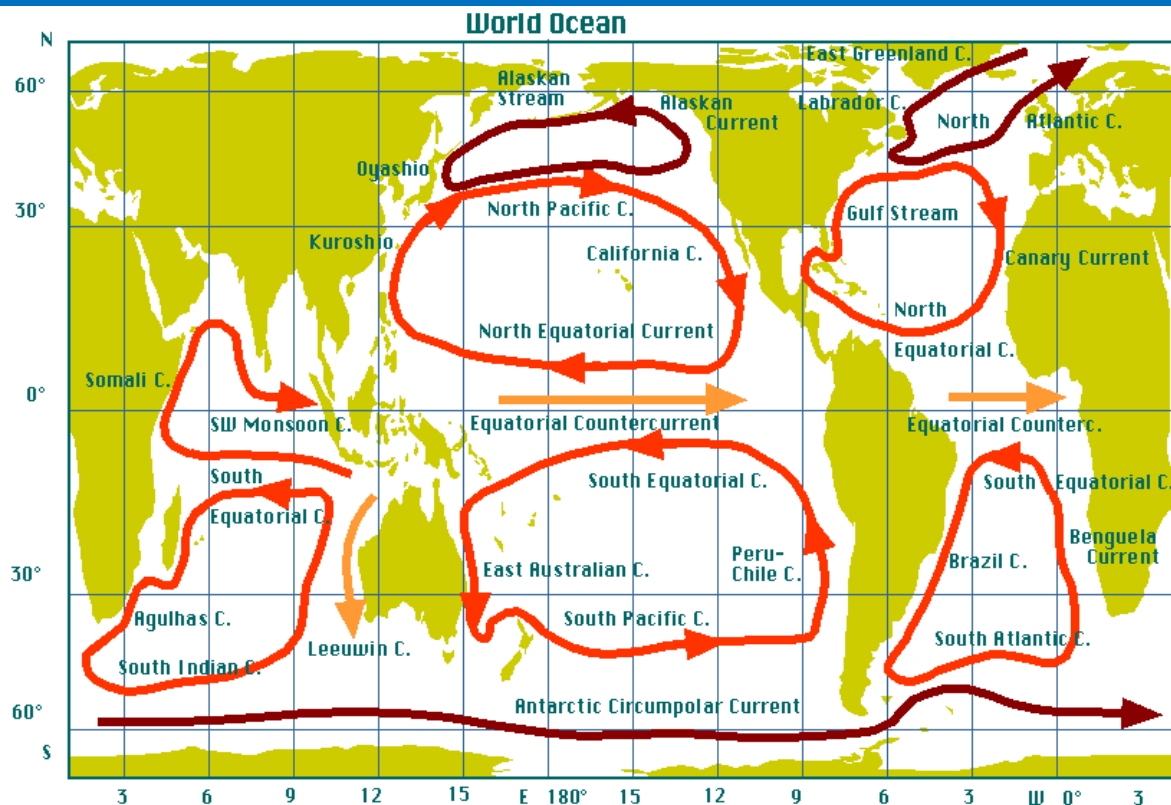 World Ocean
N
East Greenland C.
60°
Alaskan
Stream
Alaskan
Current
Labrador C.
North
Atlantic C.
Oyashio
30°
North Pacific C.
Gulf Stream
Kuroshio
California C.
Canary Current
North Equatorial Current
North
Equatorial C.
Somali C.
0°
SW Monsoon C.
Equatorial Countercurrent
Equatorial Counterc.
South
Equatorial C.
South Equatorial C.
South Equatorial C.
Benguela
Current
30°
East Australian C.
Peru-
Chile C.
Brazil C.
Agulhas C.
South Pacific C.
South Indian C.
Leeuwin C.
South Atlantic C.
60°
Antarctic Circumpolar Current
S
3 6 9 12 15 E 180° 15 12 9 6 3 W 0° 3